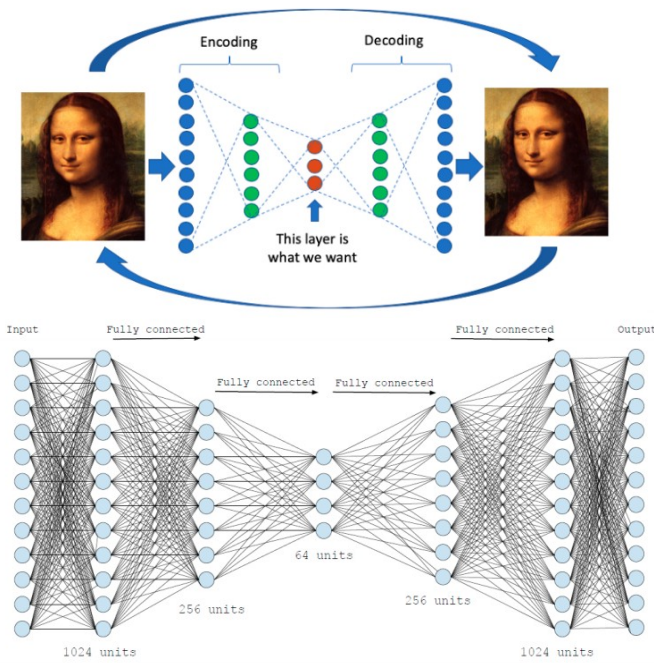 Encoding
Decoding
This layer is
what we want
Input
Fully connected
Fully connected
Output
Fully connected
Fully connected
64 units
256 units
256 units
1024 units
1024 units